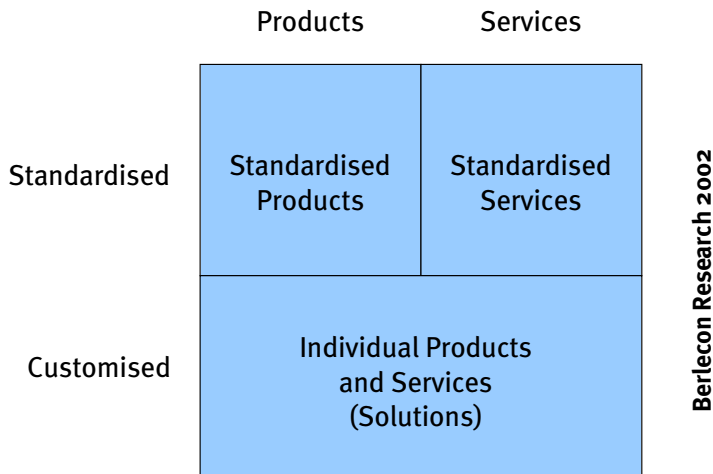 Products Services
Standardised
Standardised
Products
Standardised
Services
Customised
Individual Products
and Services
(Solutions)
Berlecon Research 2002